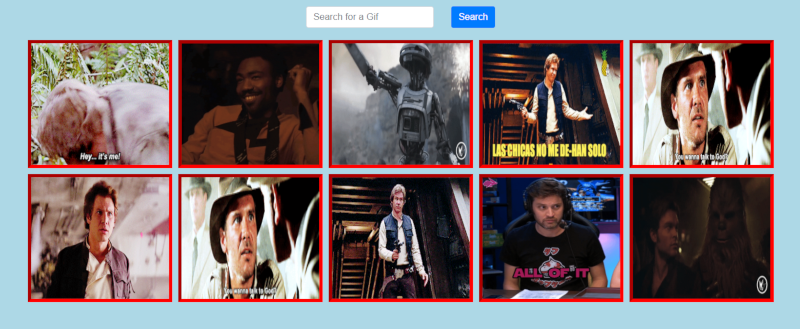 Search for a Gif
Search
Hey... it's me!
LAS CHICAS NO ME DE-HAN SOLO
You wanna talk to God?
You wanna talk to God?
ALL OF IT